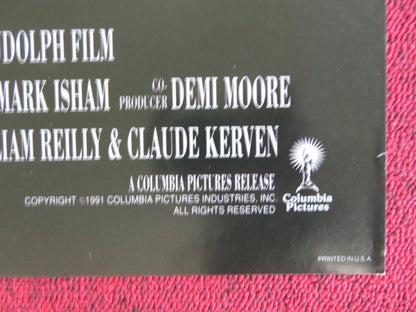 UDOLPH FILM
MARK ISHAM CO-PRODUCER DEMI MOORE
LIAM REILLY & CLAUDE KERVEN
A COLUMBIA PICTURES RELEASE
COPYRIGHT ©1991 COLUMBIA PICTURES INDUSTRIES, INC.
ALL RIGHTS RESERVED
Columbia
Pictures
PRINTED IN U.S.A.